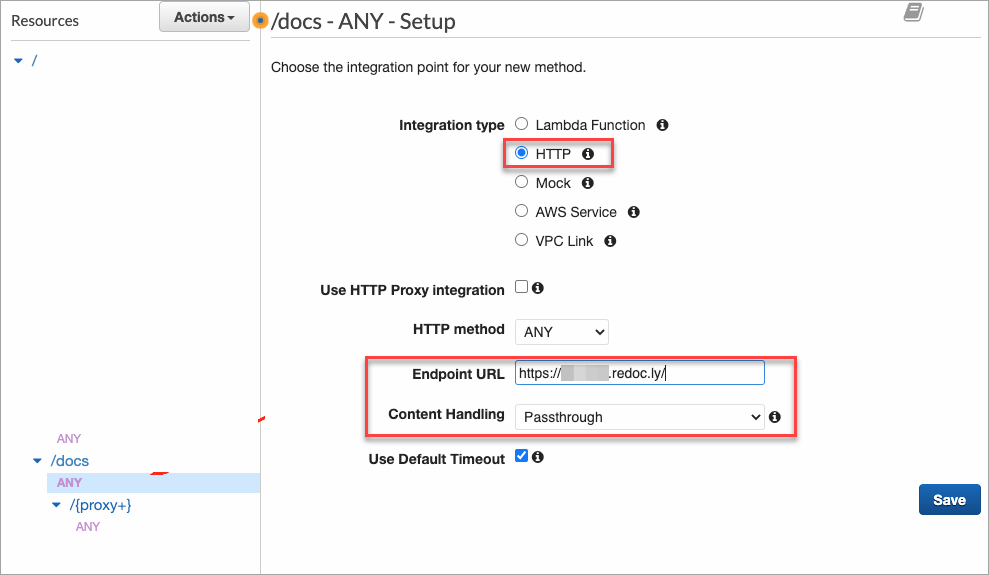 Resources
Actions
/docs - ANY - Setup
/
Choose the integration point for your new method.
Integration type
Lambda Function
HTTP
Mock
AWS Service
VPC Link
Use HTTP Proxy integration
HTTP method
ANY
Endpoint URL
https:// .redoc.ly/
Content Handling
Passthrough
Use Default Timeout
ANY
/docs
ANY
/{proxy+}
ANY
Save